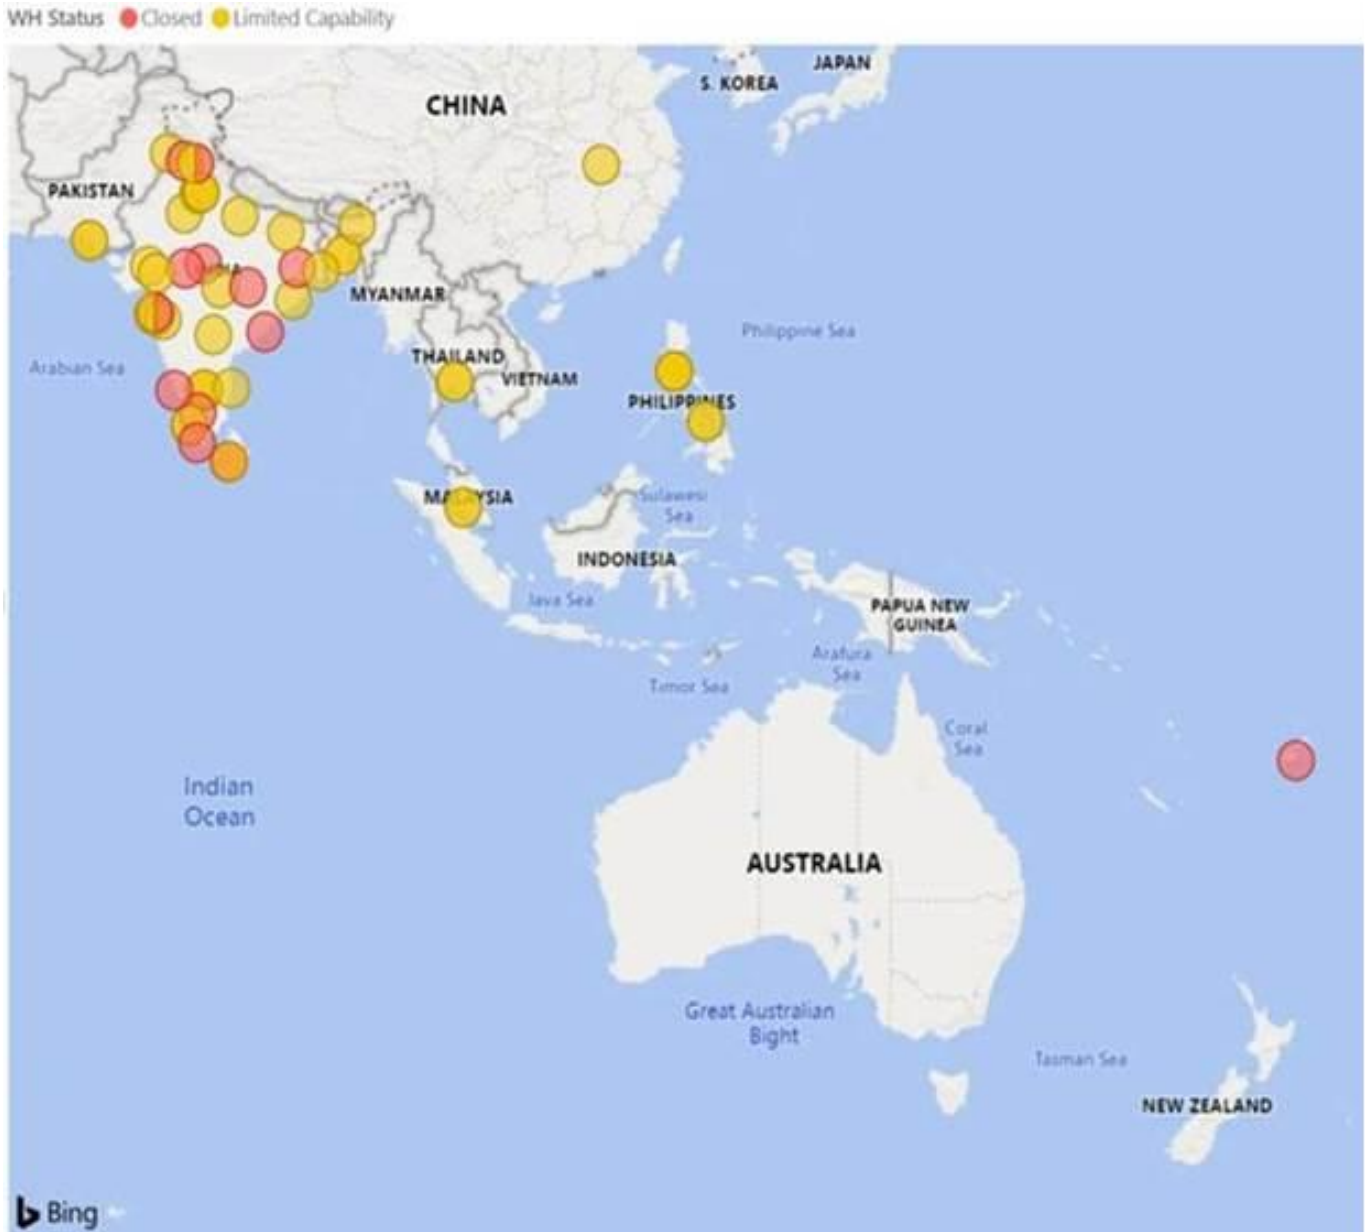 WH Status Closed Limited Capability
JAPAN
S. KOREA
CHINA
PAKISTAN
MYANMAR
Philippine Sea
THAILAND
Arabian Sea
VIETNAM
PHILIPPINES
MALAYSIA
Sulawesi
Sea
INDONESIA
Java Sea
PAPUA NEW
GUINEA
Arafura
Sea
Timor Sea
Coral
Sea
Indian
Ocean
AUSTRALIA
Great Australian
Bight
Tasman Sea
NEW ZEALAND
Bing